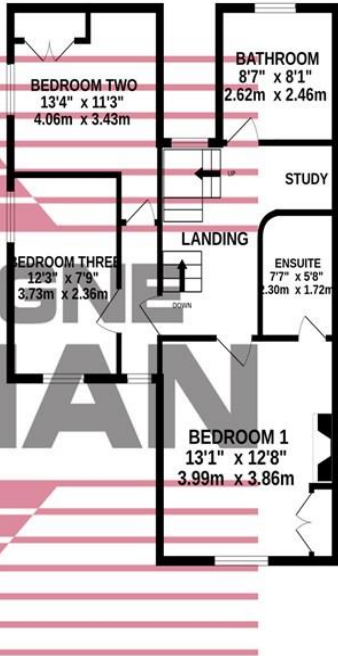 BATHROOM
8'7" x 8'1"
2.62m x 2.46m
BEDROOM TWO
13'4" x 11'3"
4.06m x 3.43m
UP
STUDY
LANDING
BEDROOM THREE
12'3" x 7'9"
3.73m x 2.36m
ENSUITE
7'7" x 5'8"
2.30m x 1.72m
DOWN
GNE
IAN
BEDROOM 1
13'1" x 12'8"
3.99m x 3.86m